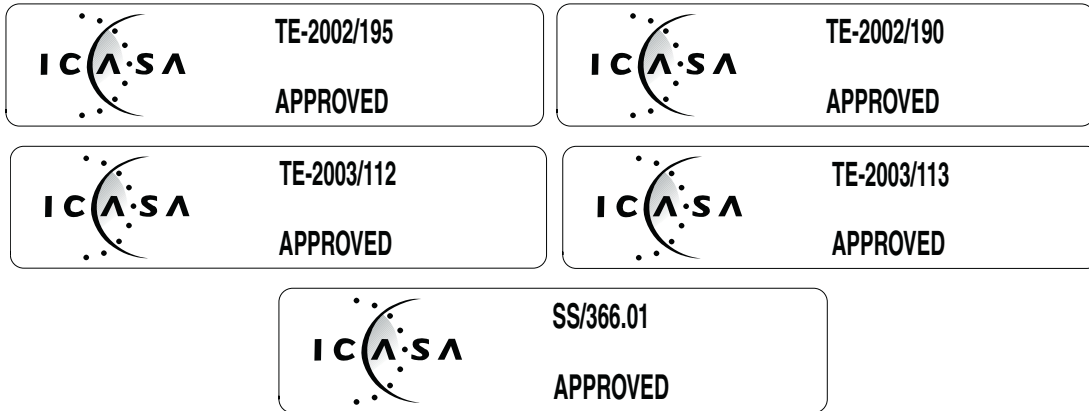 ICASA TE-2002/195
APPROVED
ICASA TE-2002/190
APPROVED
ICASA TE-2003/112
APPROVED
ICASA TE-2003/113
APPROVED
ICASA SS/366.01
APPROVED